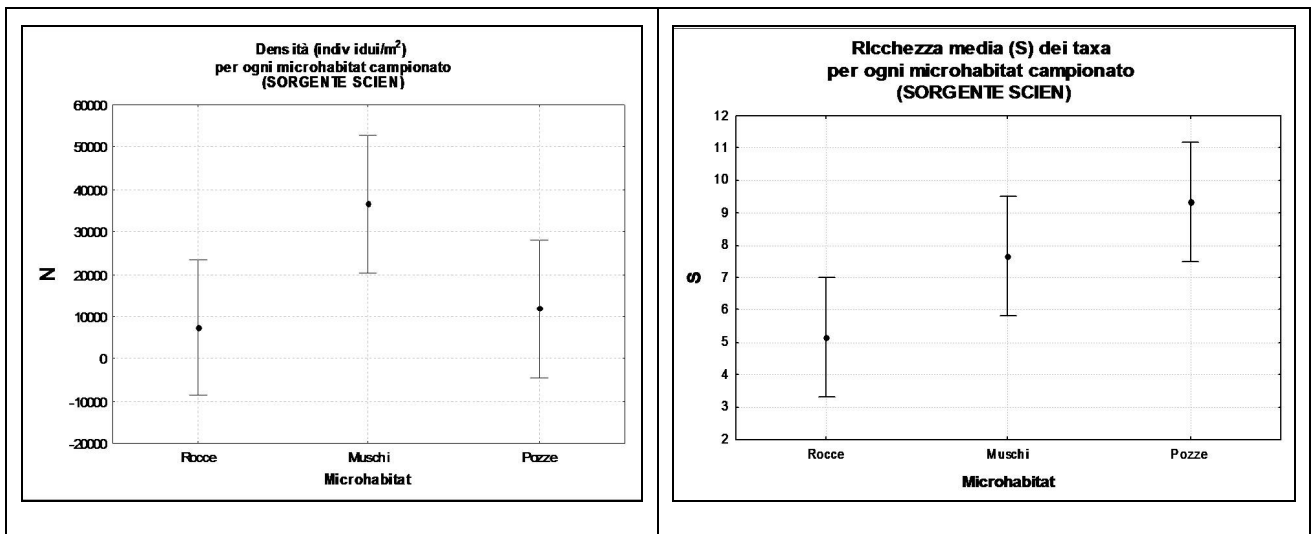 Densità (indiv idui/m²)
per ogni microhabitat campionato
(SORGENTE SCIEN)
60000
50000
40000
30000
20000
10000
0
-10000
-20000
N
Rocce Muschi Pozze
Microhabitat
RIcchezza media (S) dei taxa
per ogni microhabitat campionato
(SORGENTE SCIEN)
12
11
10
9
8
7
6
5
4
3
2
S
Rocce Muschi Pozze
Microhabitat